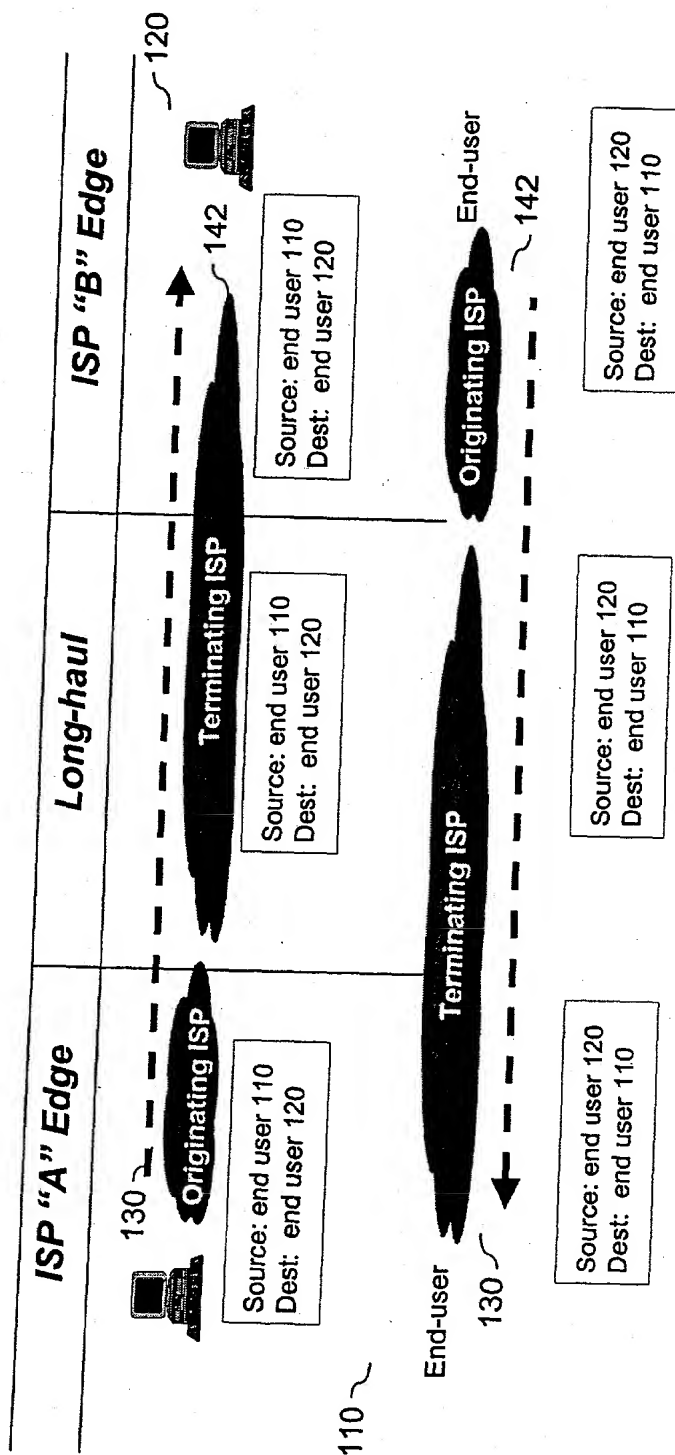 ISP "A" Edge
Long-haul
ISP "B" Edge
130
120
Originating ISP
Terminating ISP
142
Source: end user 110
Dest: end user 120
Source: end user 110
Dest: end user 120
Source: end user 110
Dest: end user 120
110
End-user
Terminating ISP
Originating ISP
End-user
130
142
Source: end user 120
Dest: end user 110
Source: end user 120
Dest: end user 110
Source: end user 120
Dest: end user 110